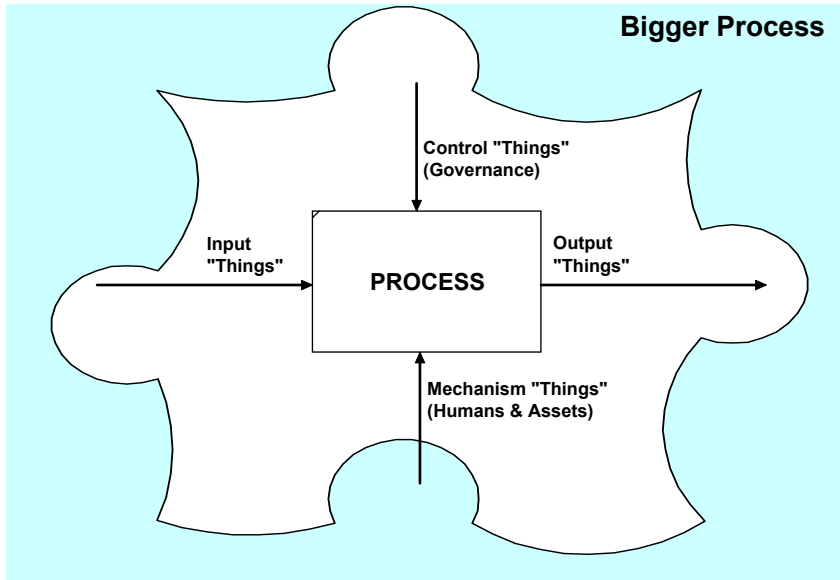 Bigger Process
Control "Things"
(Governance)
Input
"Things"
Output
"Things"
PROCESS
Mechanism "Things"
(Humans & Assets)